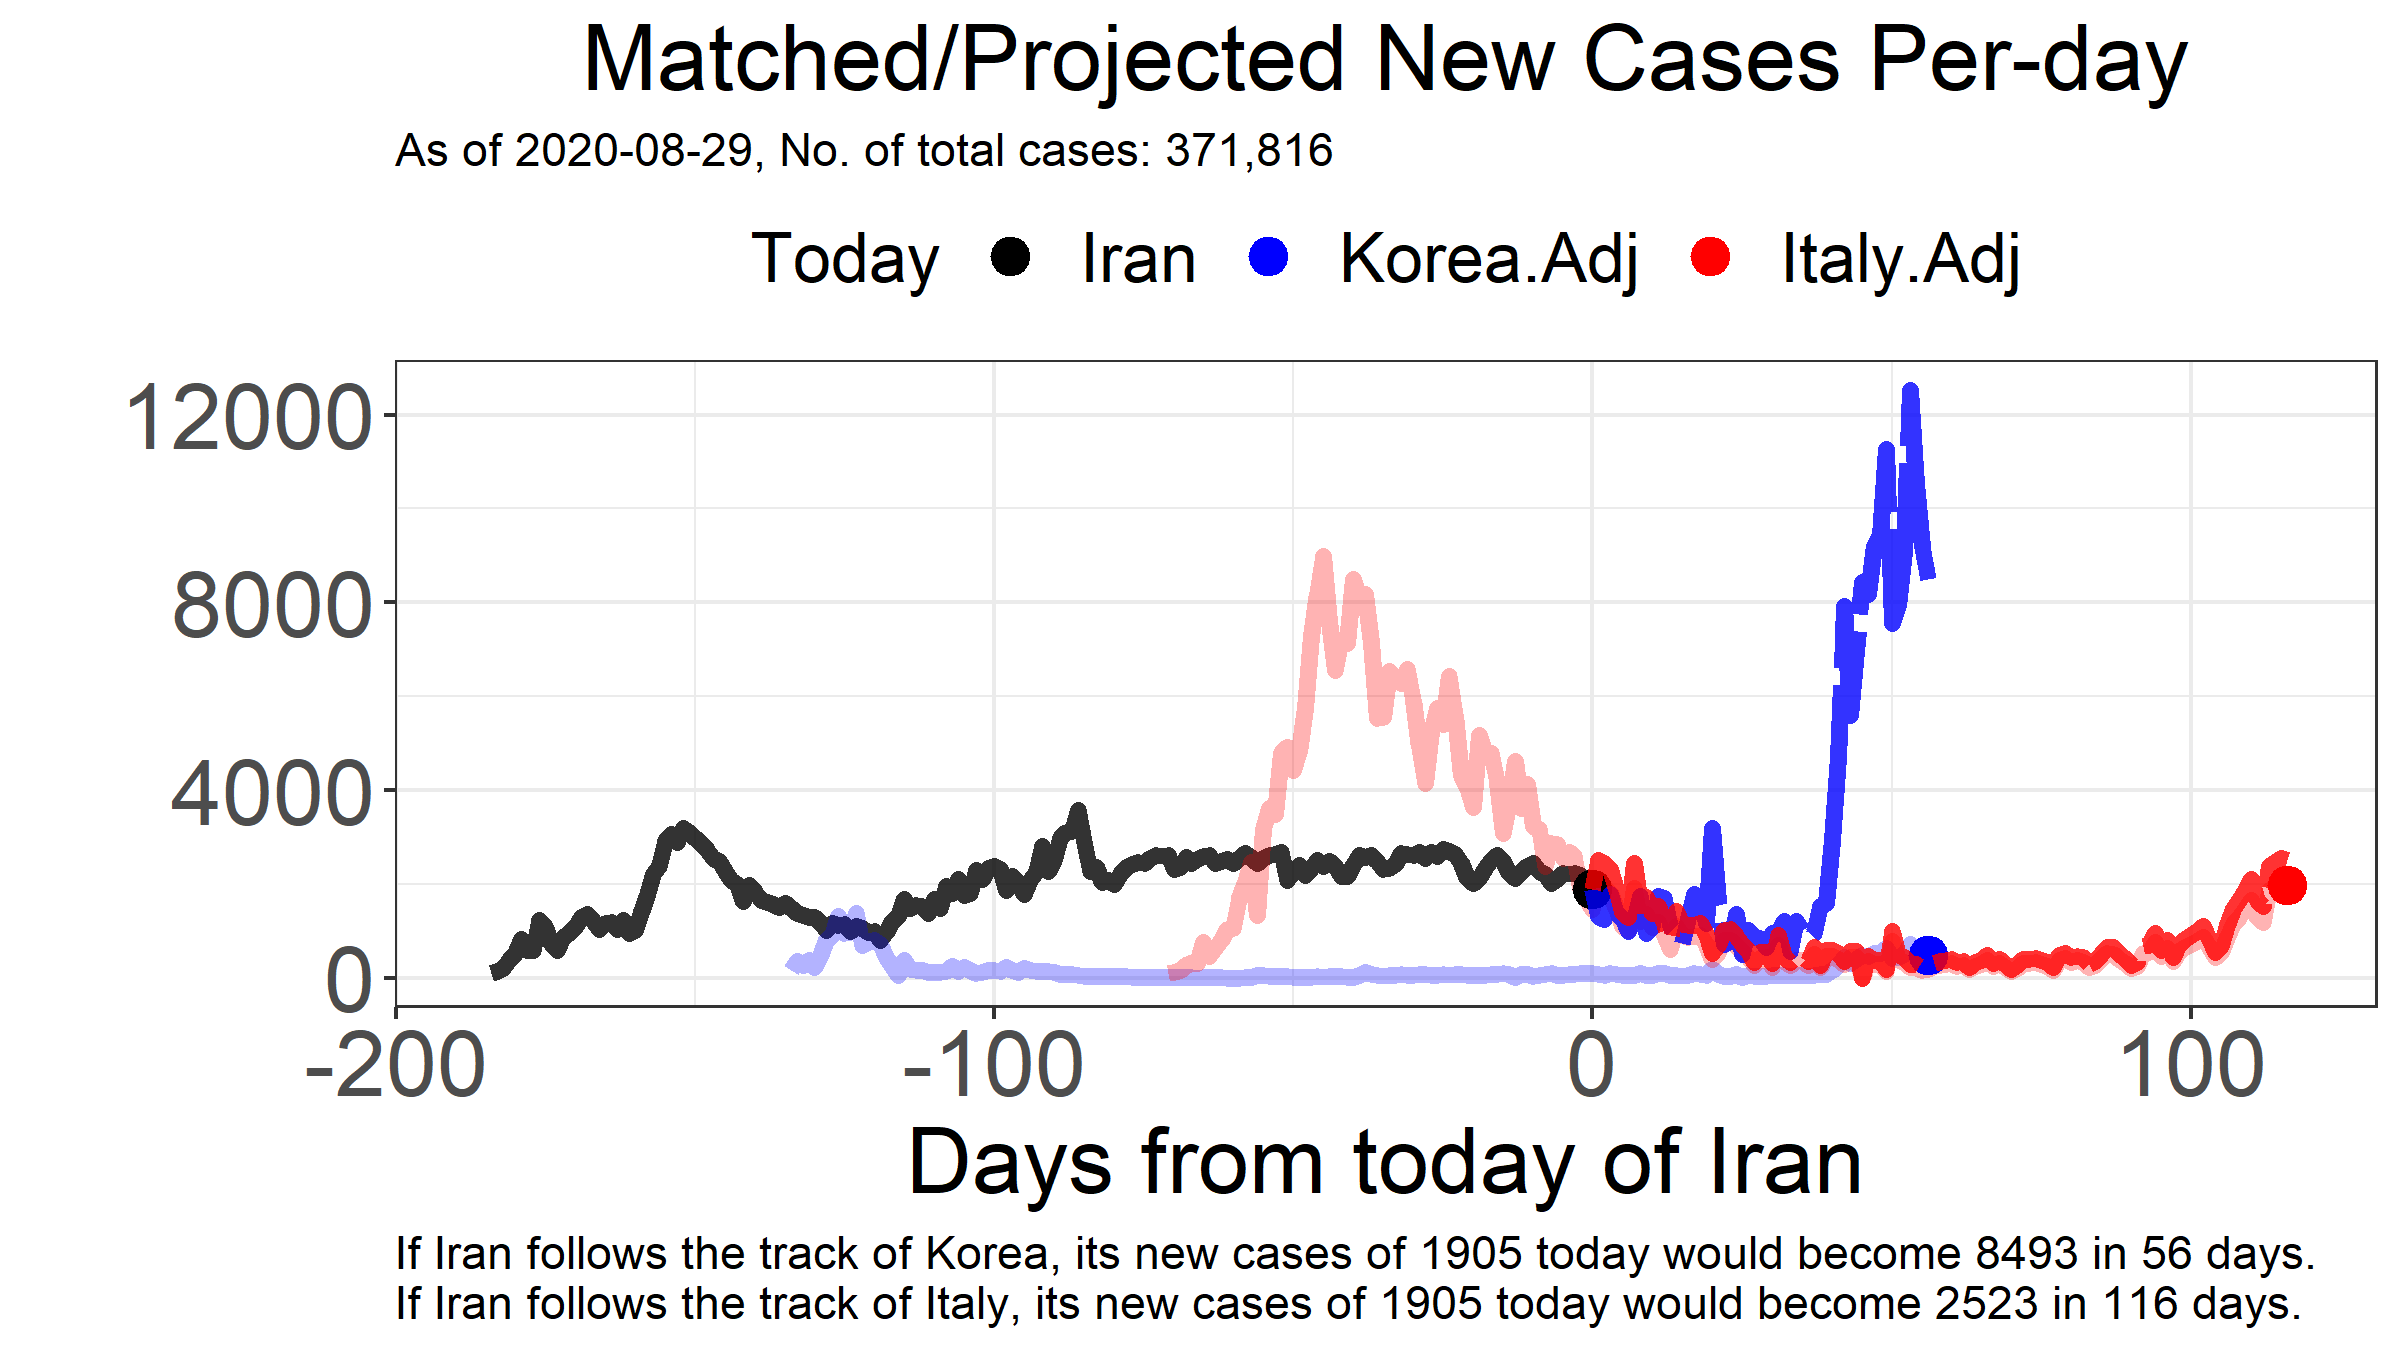 Matched/Projected New Cases Per-day
As of 2020-08-29, No. of total cases: 371,816
Today Iran Korea.Adj Italy.Adj
12000
8000
4000
0
-200 -100 0 100
Days from today of Iran
If Iran follows the track of Korea, its new cases of 1905 today would become 8493 in 56 days.
If Iran follows the track of Italy, its new cases of 1905 today would become 2523 in 116 days.